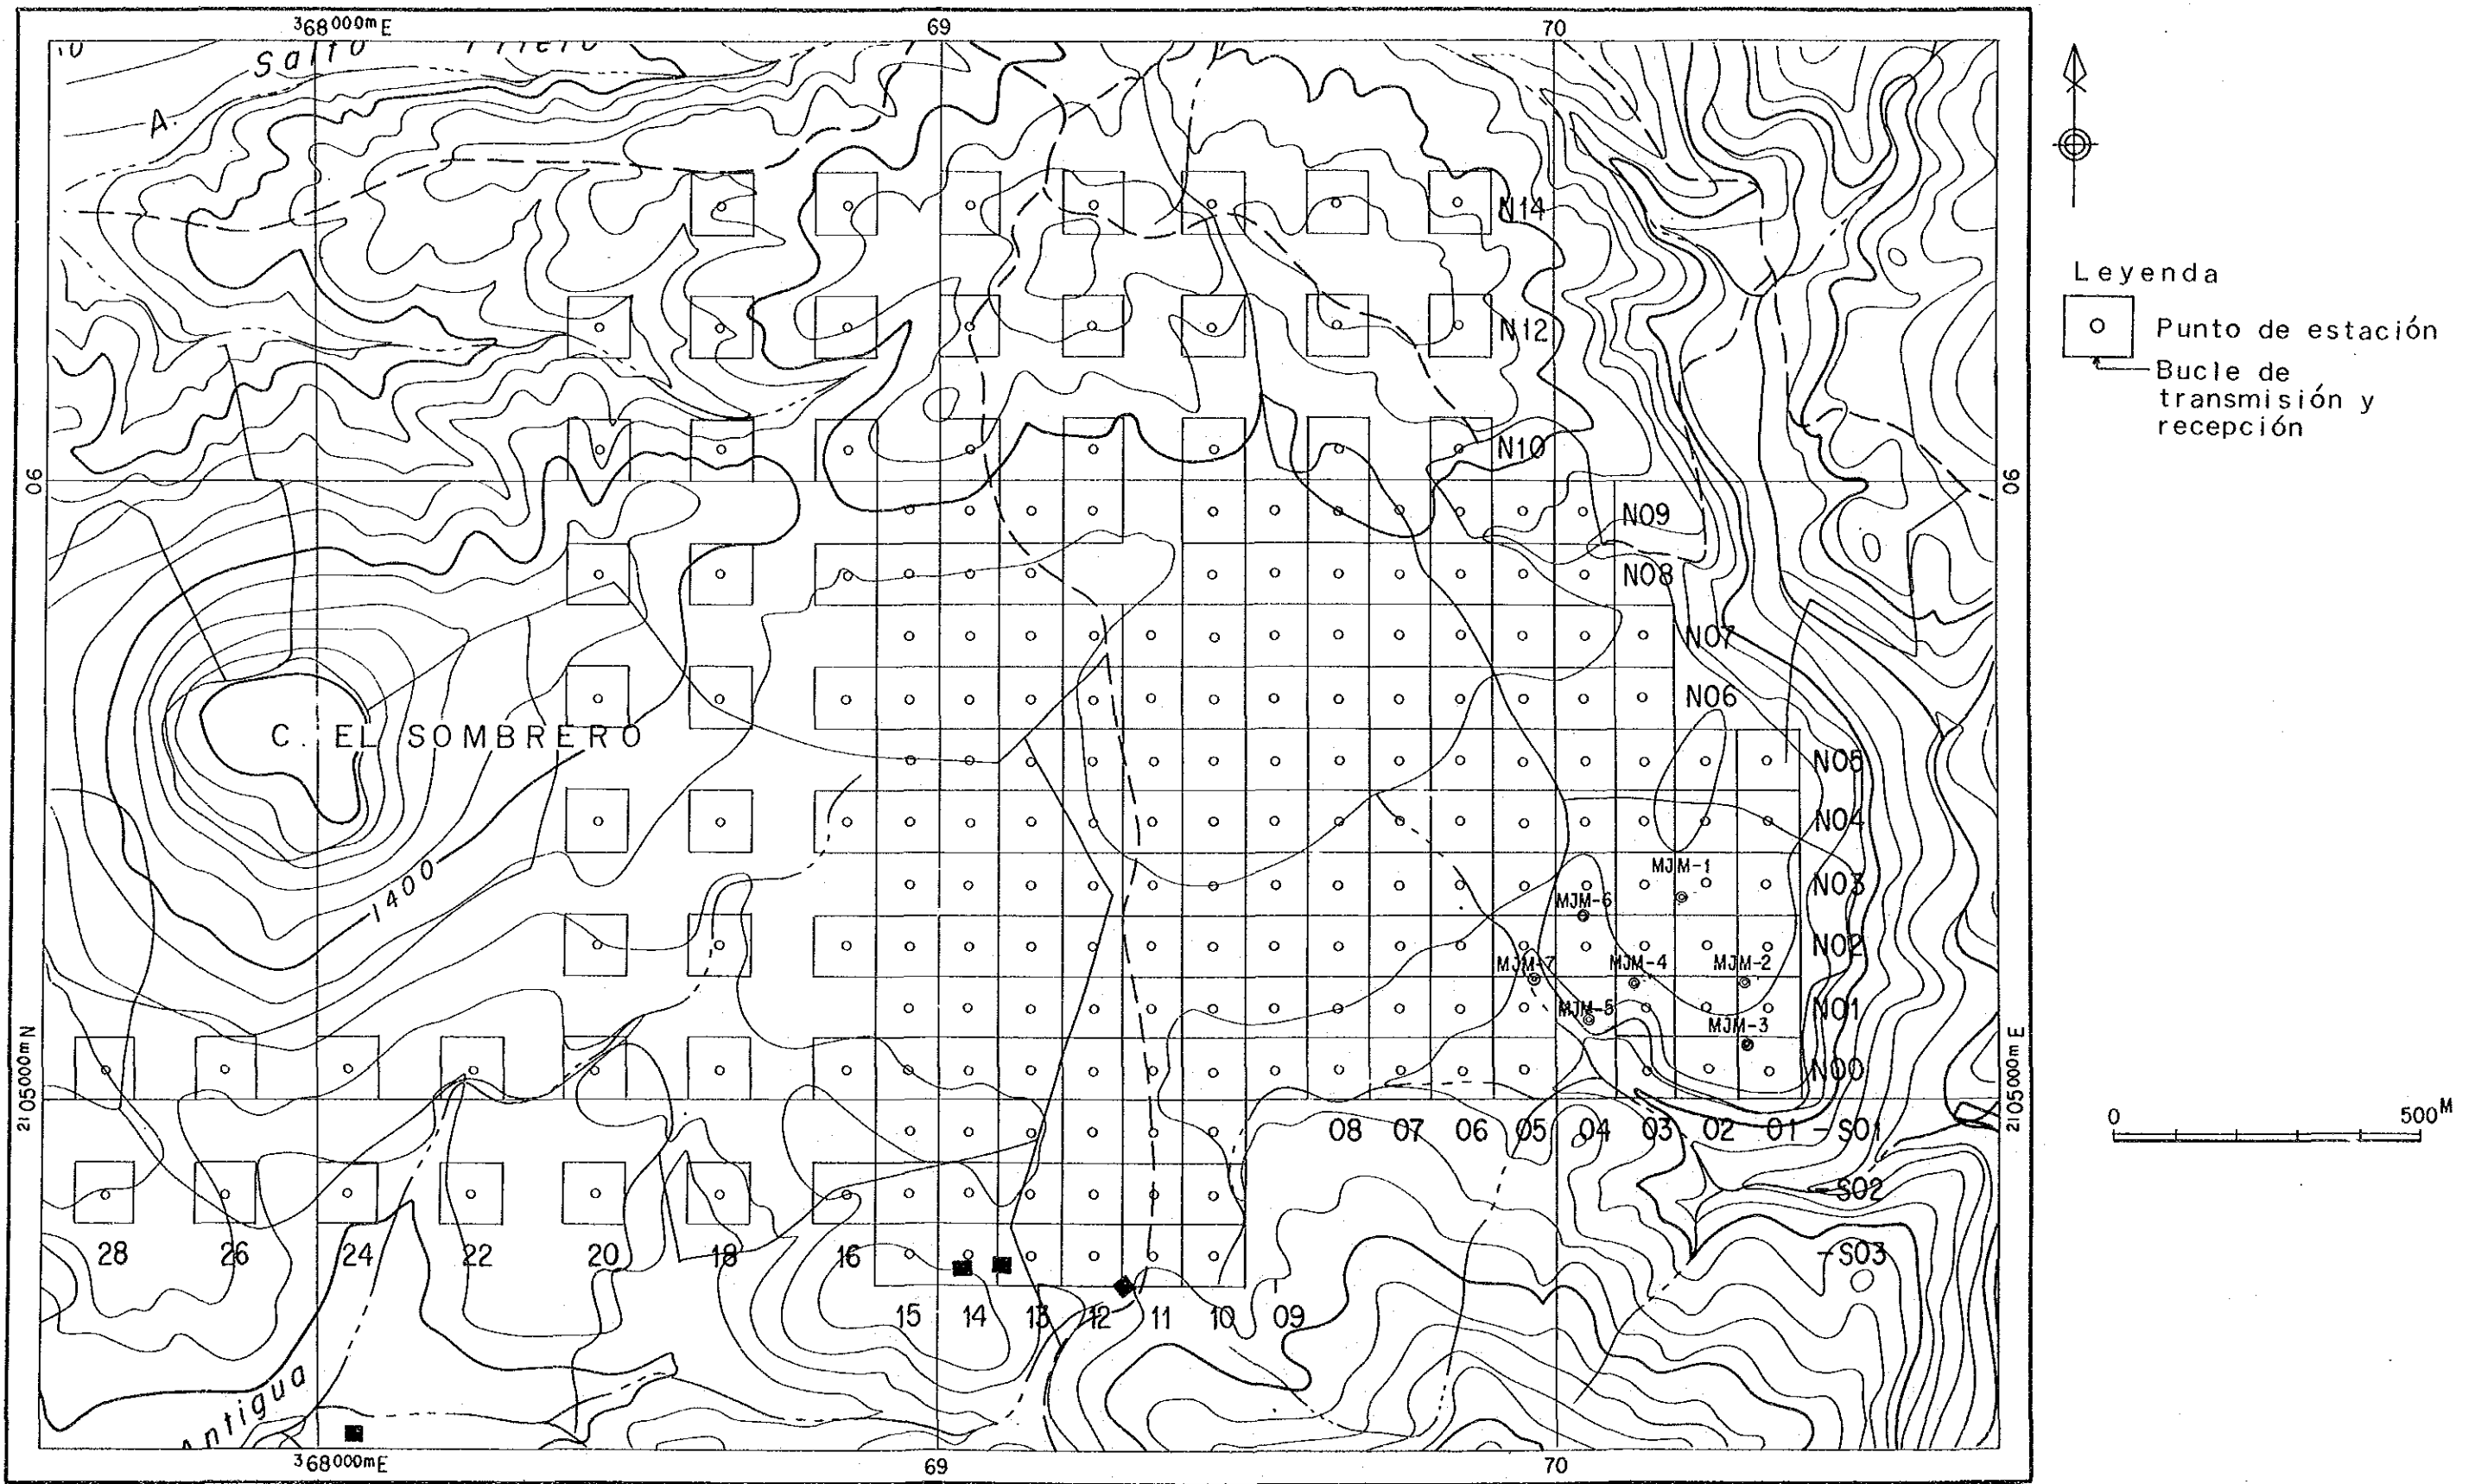 368000mE 69 70
Salto Prieto
A.
N14
N12
N10
06 06
N09
N08
N07
N06
C. EL SOMBRERO
N05
N04
MJM-1
1400
N03
MJM-6
N02
MJM-7 MJM-4 MJM-2
MJM-5
N01
MJM-3
N00
2105000mN
2105000mE
08 07 06 05 04 03 02 01 -S01
-S02
28 26 24 22 20 18 16
-S03
15 14 13 12 11 10 09
Antigua
368000mE 69 70
Leyenda
Punto de estación
Bucle de
transmisión y
recepción
0 500M